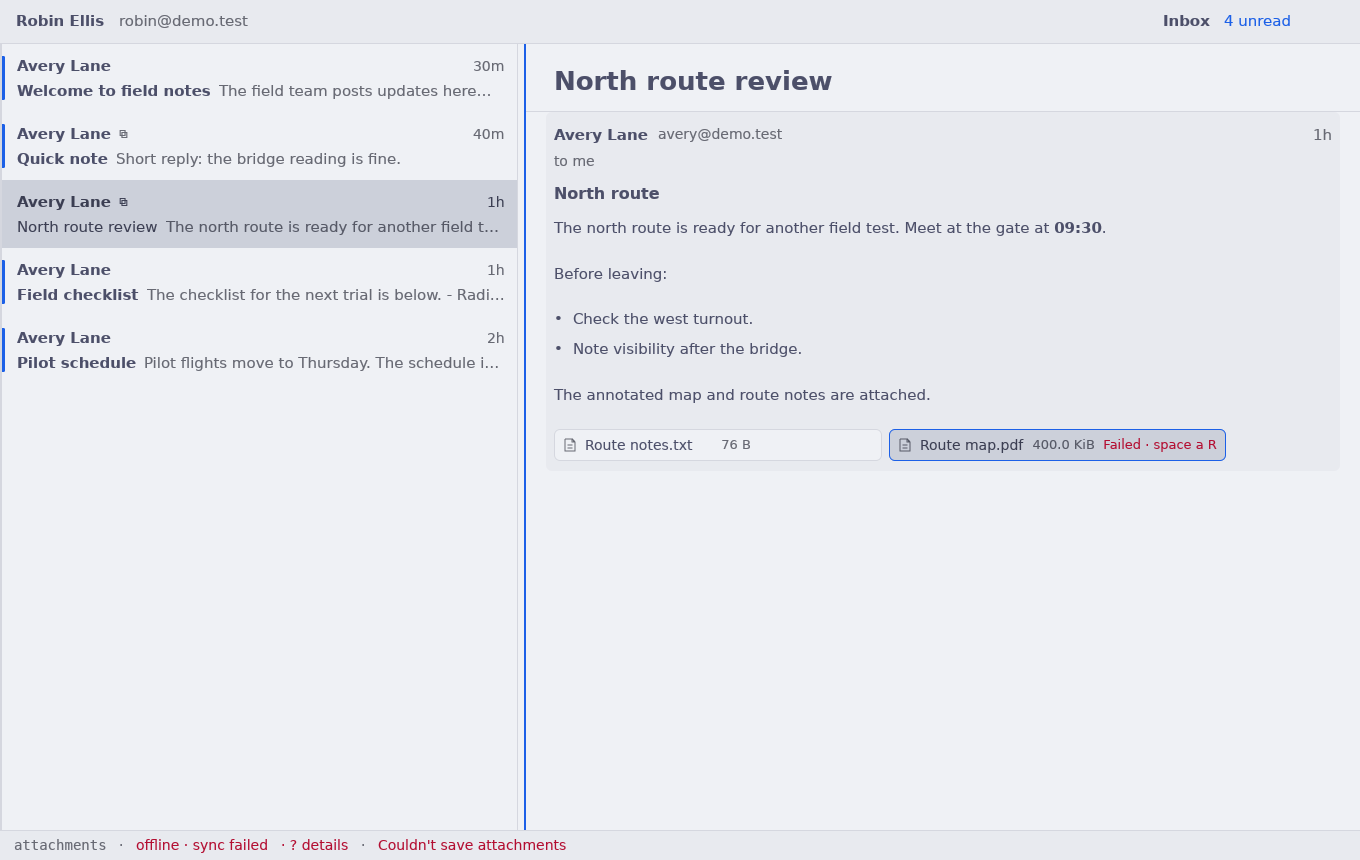 Robin Ellis robin@demo.test
Inbox 4 unread
Avery Lane 30m
Welcome to field notes The field team posts updates here…
Avery Lane 40m
Quick note Short reply: the bridge reading is fine.
Avery Lane 1h
North route review The north route is ready for another field t…
Avery Lane 1h
Field checklist The checklist for the next trial is below. - Radi…
Avery Lane 2h
Pilot schedule Pilot flights move to Thursday. The schedule i…
North route review
Avery Lane avery@demo.test 1h
to me
North route
The north route is ready for another field test. Meet at the gate at 09:30.
Before leaving:
• Check the west turnout.
• Note visibility after the bridge.
The annotated map and route notes are attached.
Route notes.txt 76 B
Route map.pdf 400.0 KiB Failed · space a R
attachments · offline · sync failed · ? details · Couldn't save attachments